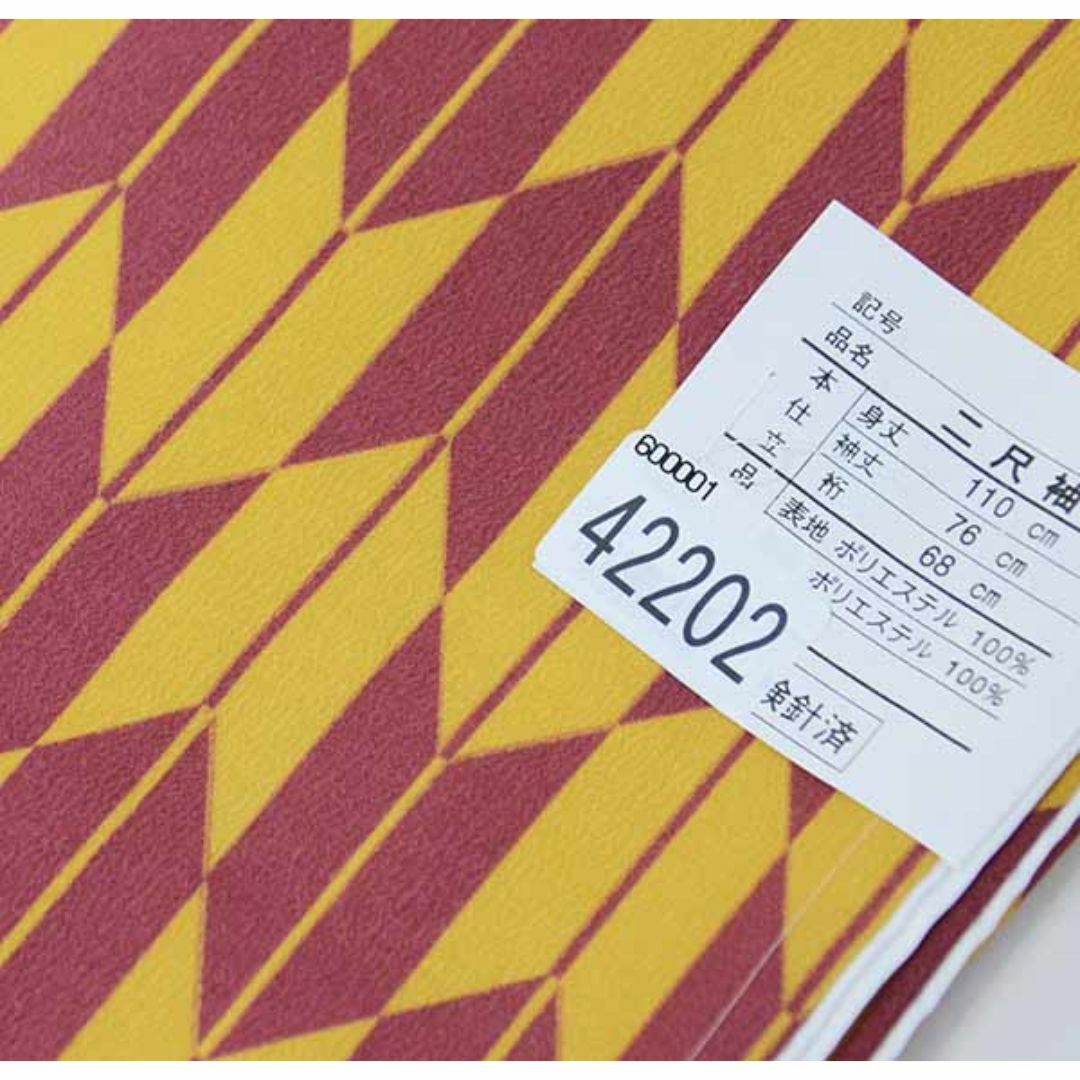 記号
品名 二尺袖
本仕立品
身丈 110 cm
袖丈 76 cm
裄 68 cm
表地 ポリエステル 100%
ポリエステル 100%
600001
42202
検針済